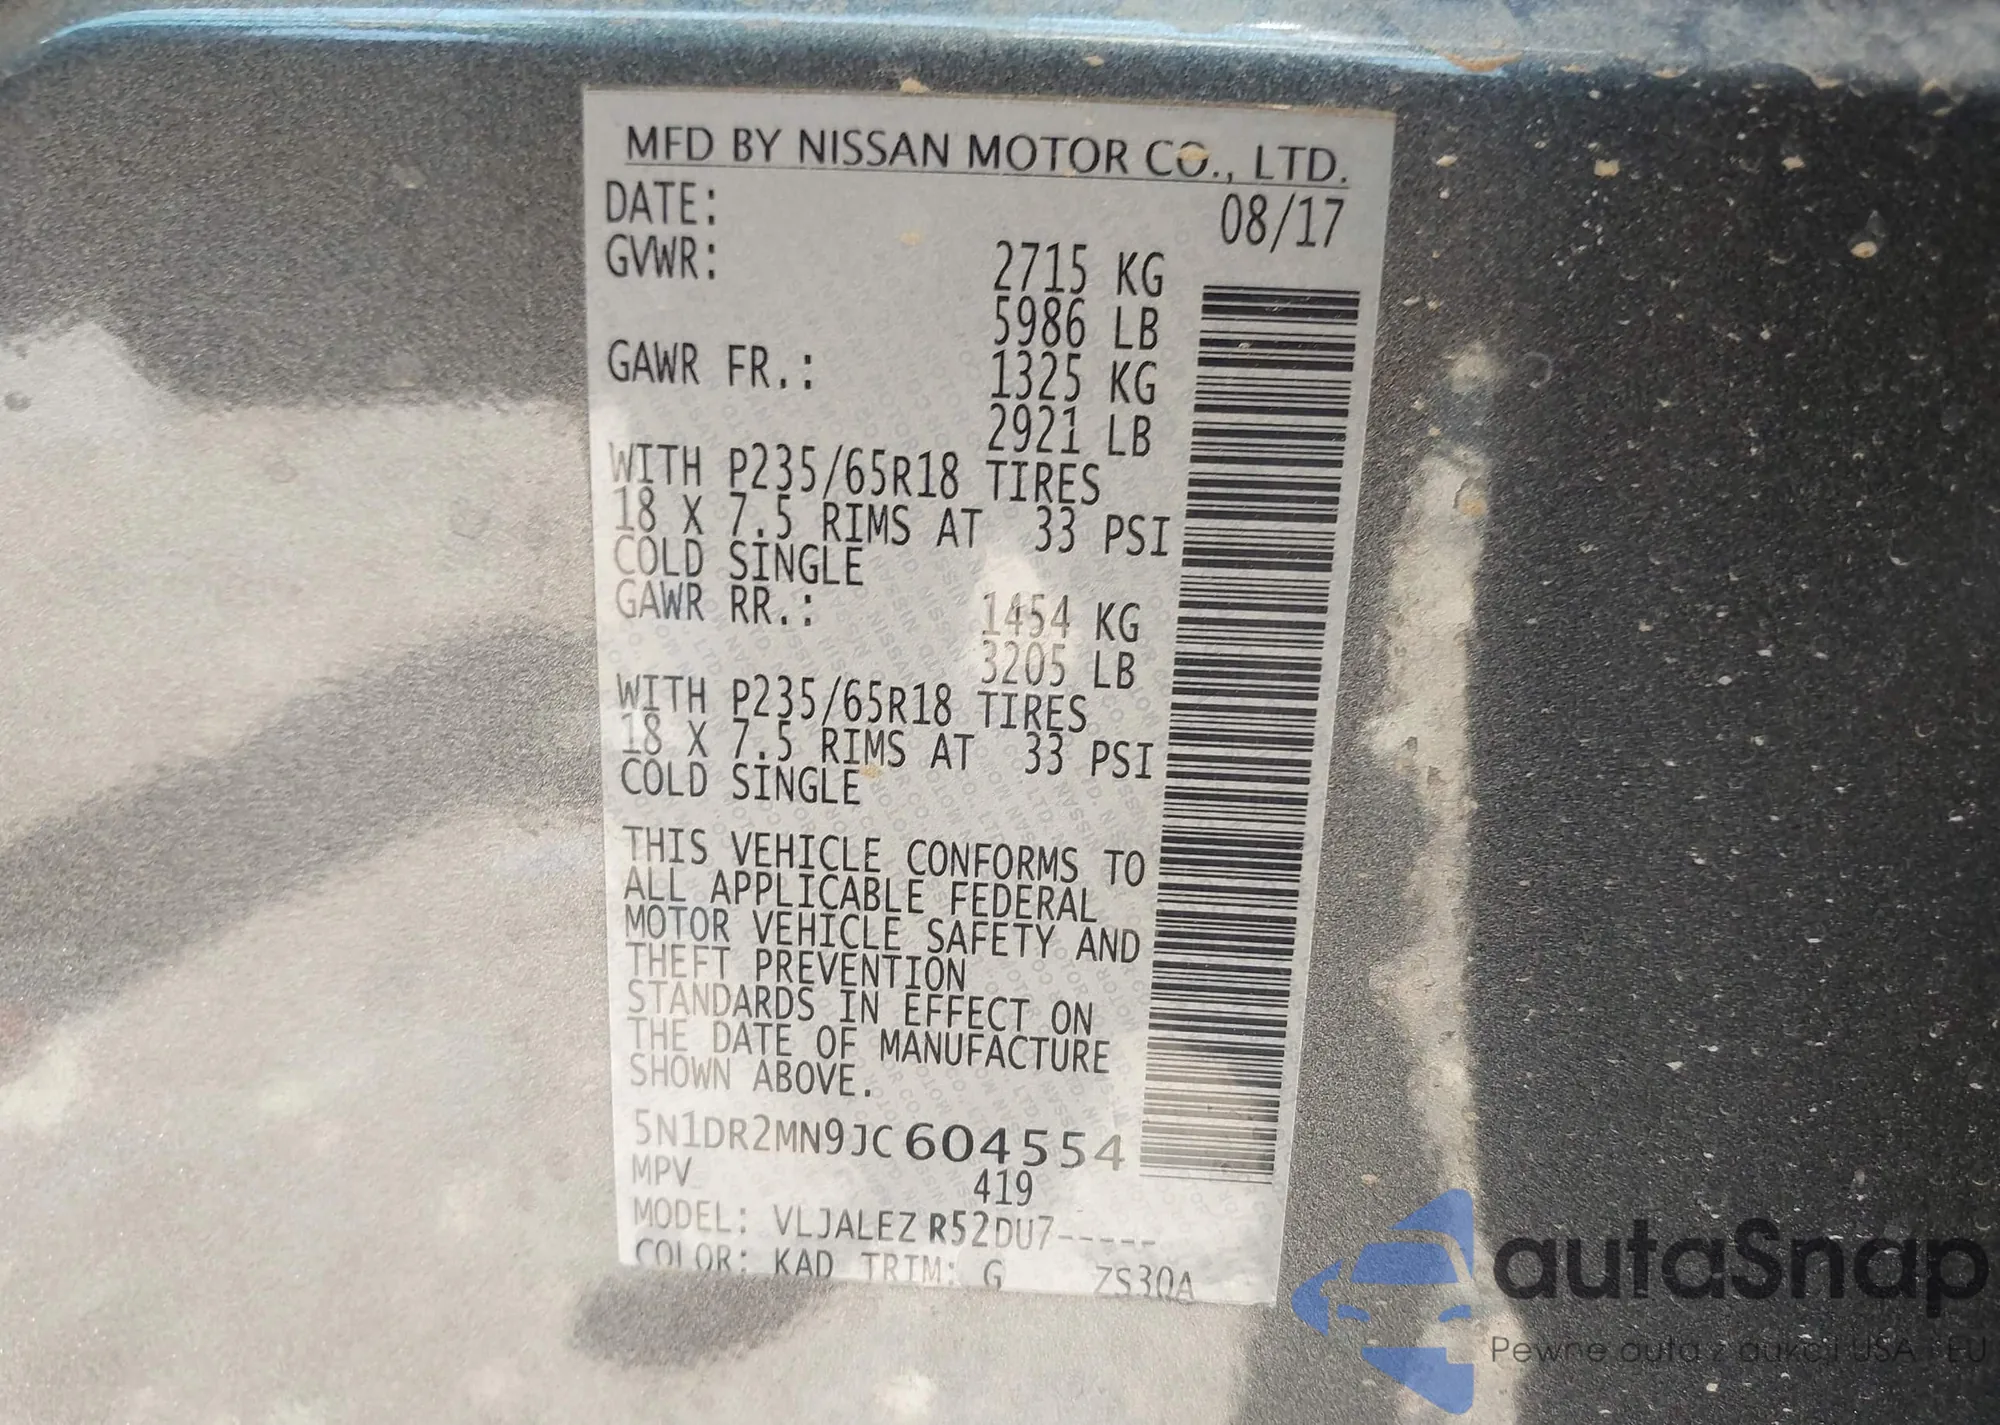 MFD BY NISSAN MOTOR CO., LTD.
DATE: 08/17
GVWR: 2715 KG
5986 LB
GAWR FR.: 1325 KG
2921 LB
WITH P235/65R18 TIRES
18 X 7.5 RIMS AT 33 PSI
COLD SINGLE
GAWR RR.: 1454 KG
3205 LB
WITH P235/65R18 TIRES
18 X 7.5 RIMS AT 33 PSI
COLD SINGLE
THIS VEHICLE CONFORMS TO
ALL APPLICABLE FEDERAL
MOTOR VEHICLE SAFETY AND
THEFT PREVENTION
STANDARDS IN EFFECT ON
THE DATE OF MANUFACTURE
SHOWN ABOVE.
5N1DR2MN9JC604554
MPV 419
MODEL: VLJALEZ R52DU7-----
COLOR: KAD TRIM: G ZS30A
autaSnap
Pewne auta z aukcji USA i EU